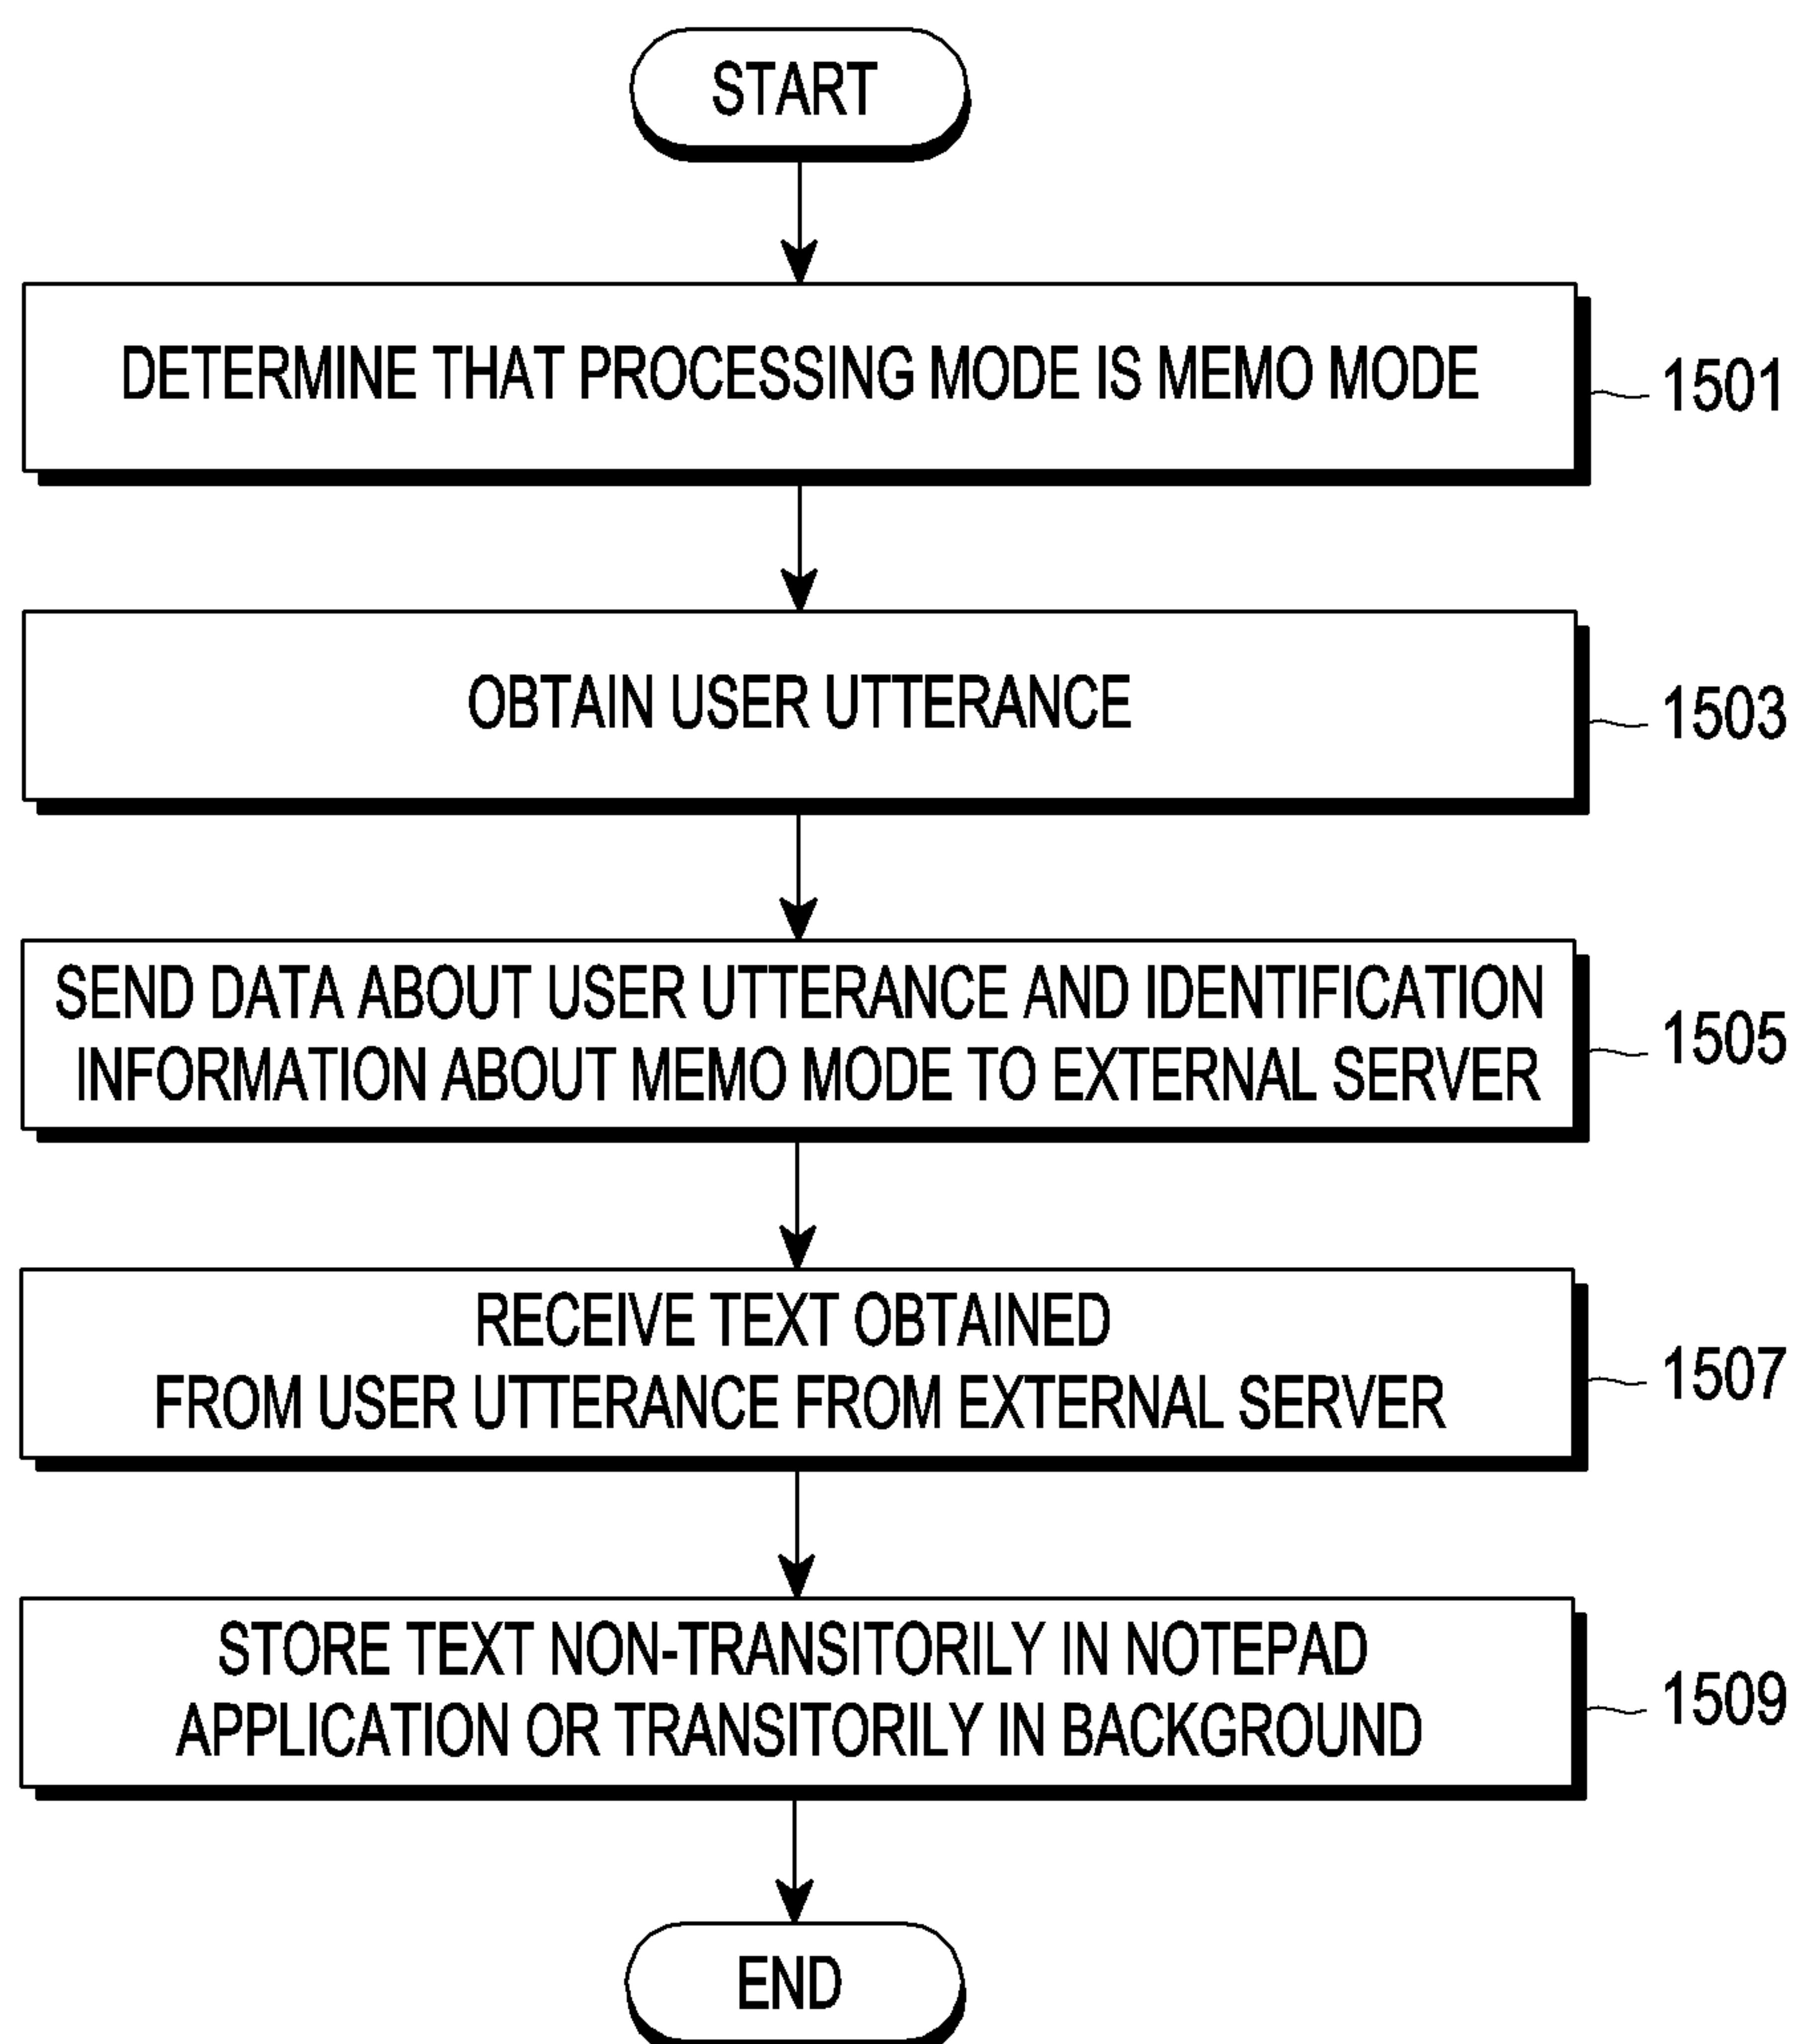 START
DETERMINE THAT PROCESSING MODE IS MEMO MODE
1501
OBTAIN USER UTTERANCE
1503
SEND DATA ABOUT USER UTTERANCE AND IDENTIFICATION
INFORMATION ABOUT MEMO MODE TO EXTERNAL SERVER
1505
RECEIVE TEXT OBTAINED
FROM USER UTTERANCE FROM EXTERNAL SERVER
1507
STORE TEXT NON-TRANSITORILY IN NOTEPAD
APPLICATION OR TRANSITORILY IN BACKGROUND
1509
END